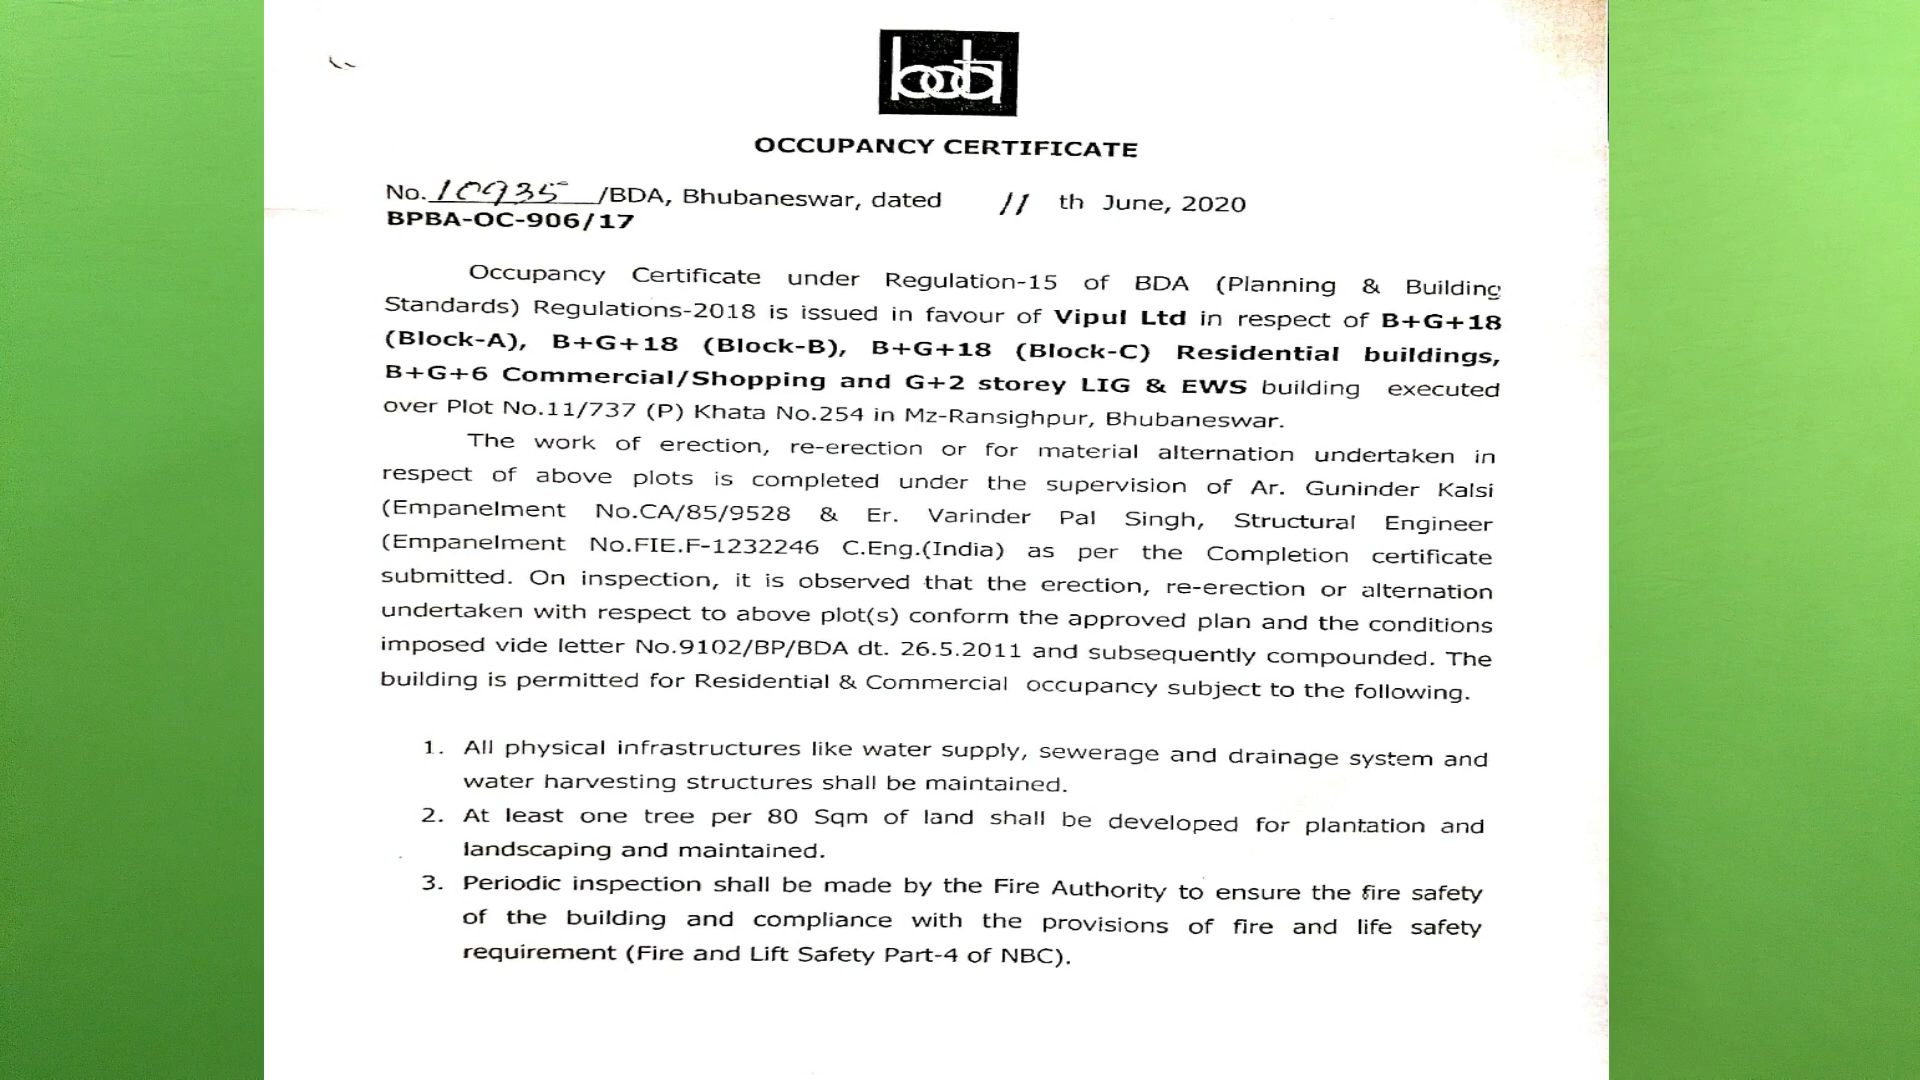 bda
OCCUPANCY CERTIFICATE
No. 10935 /BDA, Bhubaneswar, dated 11 th June, 2020
BPBA-OC-906/17
Occupancy Certificate under Regulation-15 of BDA (Planning & Building
Standards) Regulations-2018 is issued in favour of Vipul Ltd in respect of B+G+18
(Block-A), B+G+18 (Block-B), B+G+18 (Block-C) Residential buildings,
B+G+6 Commercial/Shopping and G+2 storey LIG & EWS building executed
over Plot No.11/737 (P) Khata No.254 in Mz-Ransighpur, Bhubaneswar.
The work of erection, re-erection or for material alternation undertaken in
respect of above plots is completed under the supervision of Ar. Guninder Kalsi
(Empanelment No.CA/85/9528 & Er. Varinder Pal Singh, Structural Engineer
(Empanelment No.FIE.F-1232246 C.Eng.(India) as per the Completion certificate
submitted. On inspection, it is observed that the erection, re-erection or alternation
undertaken with respect to above plot(s) conform the approved plan and the conditions
imposed vide letter No.9102/BP/BDA dt. 26.5.2011 and subsequently compounded. The
building is permitted for Residential & Commercial occupancy subject to the following.
1. All physical infrastructures like water supply, sewerage and drainage system and
water harvesting structures shall be maintained.
2. At least one tree per 80 Sqm of land shall be developed for plantation and
landscaping and maintained.
3. Periodic inspection shall be made by the Fire Authority to ensure the fire safety
of the building and compliance with the provisions of fire and life safety
requirement (Fire and Lift Safety Part-4 of NBC).